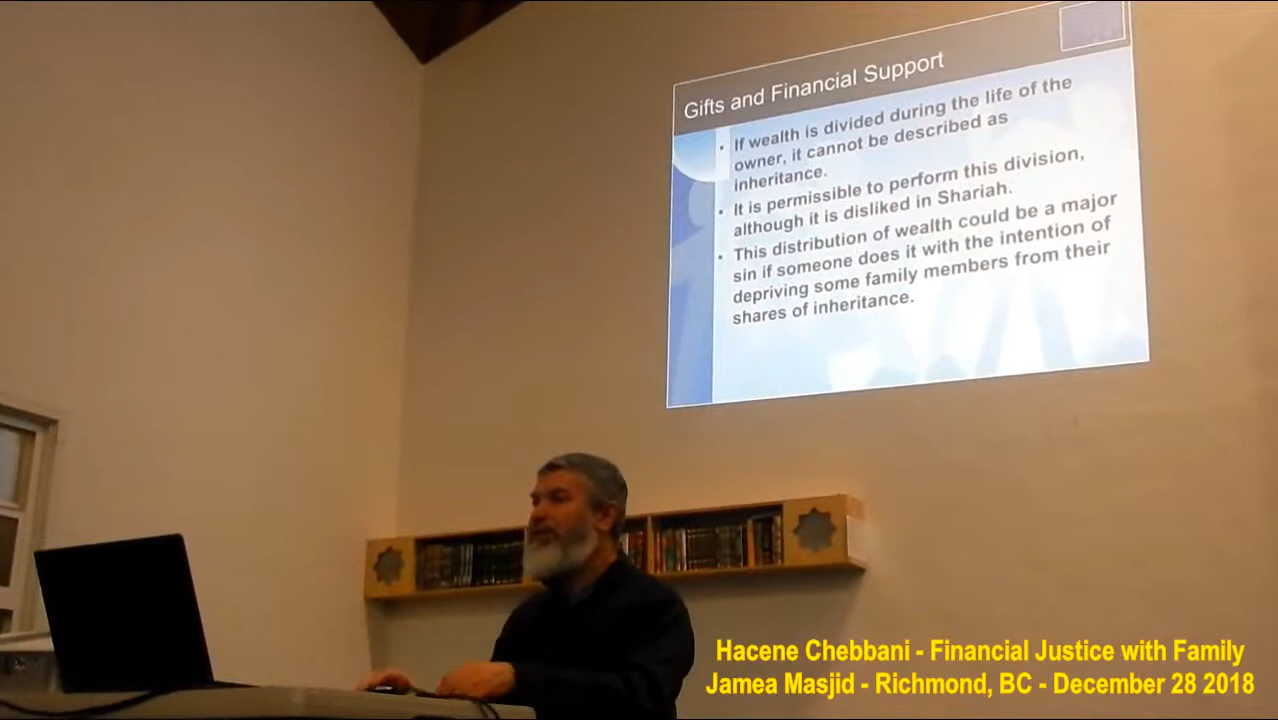 Gifts and Financial Support
• If wealth is divided during the life of the
owner, it cannot be described as
inheritance.
• It is permissible to perform this division,
although it is disliked in Shariah.
• This distribution of wealth could be a major
sin if someone does it with the intention of
depriving some family members from their
shares of inheritance.
Hacene Chebbani - Financial Justice with Family
Jamea Masjid - Richmond, BC - December 28 2018